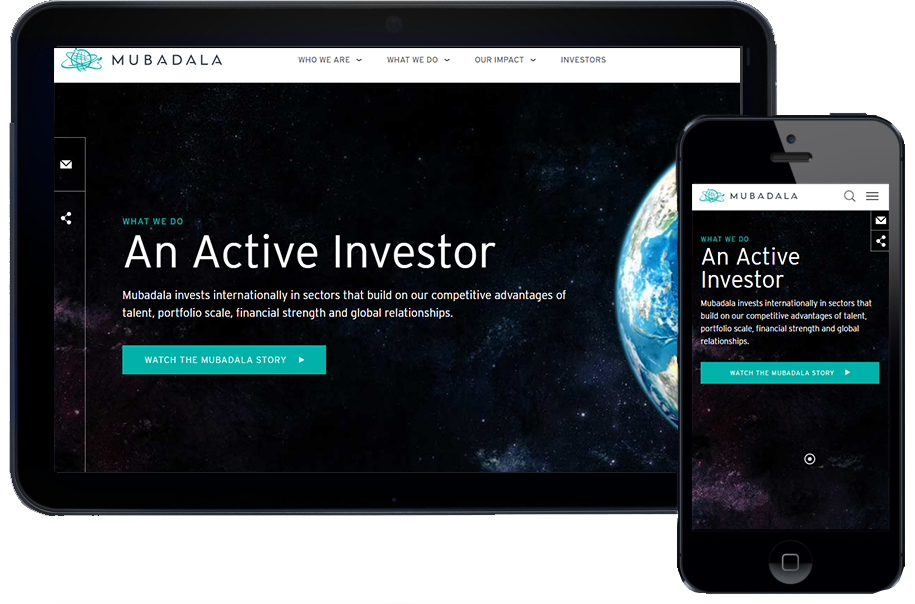 MUBADALA
WHO WE ARE
WHAT WE DO
OUR IMPACT
INVESTORS
WHAT WE DO
An Active Investor
Mubadala invests internationally in sectors that build on our competitive advantages of
talent, portfolio scale, financial strength and global relationships.
WATCH THE MUBADALA STORY
MUBADALA
WHAT WE DO
An Active
Investor
Mubadala invests internationally in sectors that
build on our competitive advantages of talent,
portfolio scale, financial strength and global
relationships.
WATCH THE MUBADALA STORY